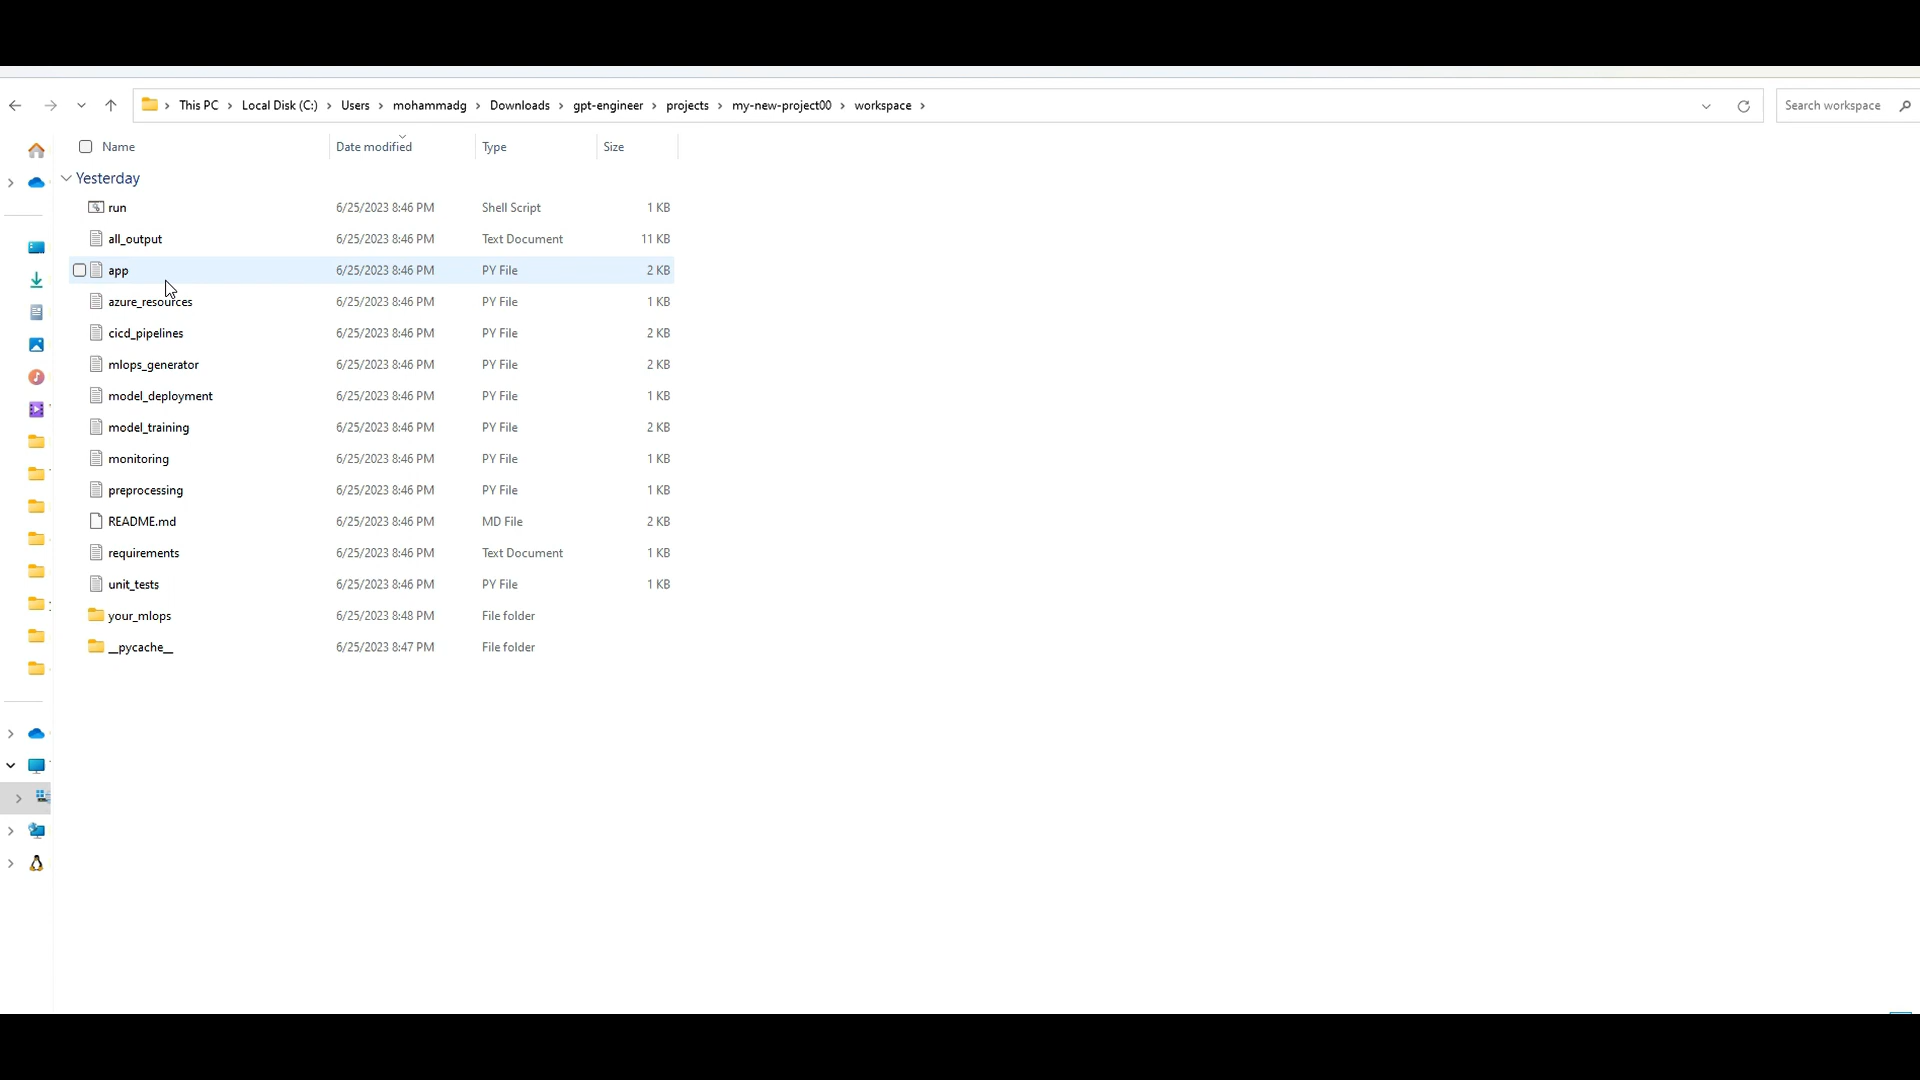 This PC > Local Disk (C:) > Users > mohammadg > Downloads > gpt-engineer > projects > my-new-project00 > workspace >
Search workspace
Name Date modified Type Size
Yesterday
run 6/25/2023 8:46 PM Shell Script 1 KB
all_output 6/25/2023 8:46 PM Text Document 11 KB
app 6/25/2023 8:46 PM PY File 2 KB
azure_resources 6/25/2023 8:46 PM PY File 1 KB
cicd_pipelines 6/25/2023 8:46 PM PY File 2 KB
mlops_generator 6/25/2023 8:46 PM PY File 2 KB
model_deployment 6/25/2023 8:46 PM PY File 1 KB
model_training 6/25/2023 8:46 PM PY File 2 KB
monitoring 6/25/2023 8:46 PM PY File 1 KB
preprocessing 6/25/2023 8:46 PM PY File 1 KB
README.md 6/25/2023 8:46 PM MD File 2 KB
requirements 6/25/2023 8:46 PM Text Document 1 KB
unit_tests 6/25/2023 8:46 PM PY File 1 KB
your_mlops 6/25/2023 8:48 PM File folder
__pycache__ 6/25/2023 8:47 PM File folder